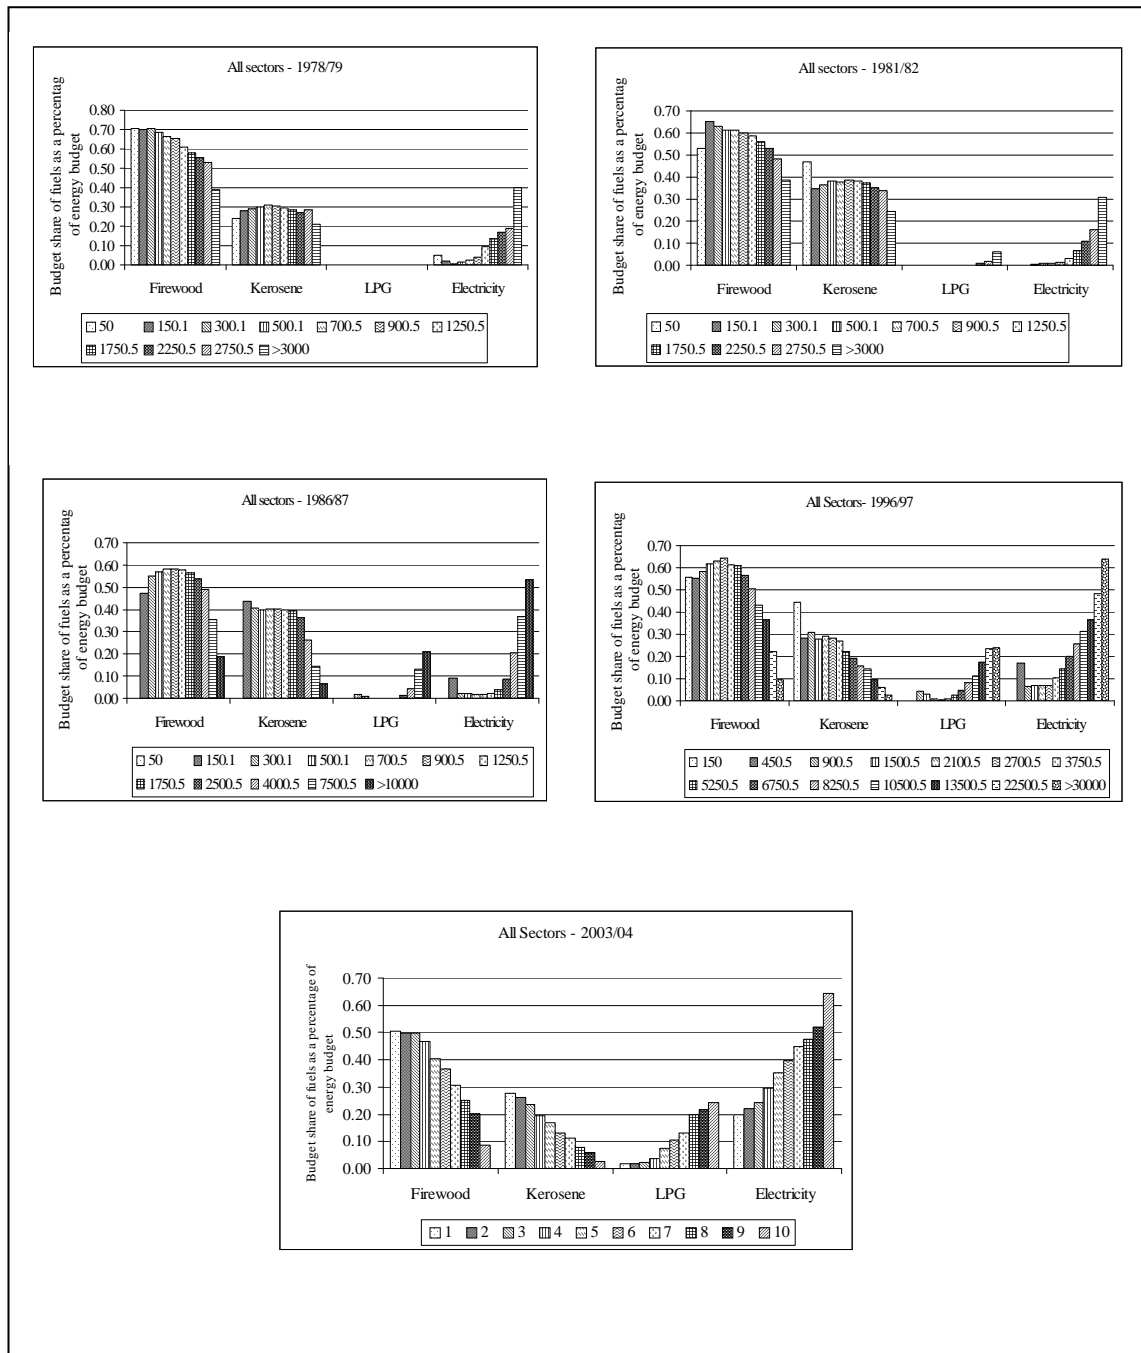 All sectors - 1978/79
Budget share of fuels as a percentag
of energy budget
0.80
0.70
0.60
0.50
0.40
0.30
0.20
0.10
0.00
Firewood Kerosene LPG Electricity
50 150.1 300.1 500.1 700.5 900.5 1250.5
1750.5 2250.5 2750.5 >3000
All sectors - 1981/82
Budget share of fuels as a percentag
of energy budget
0.70
0.60
0.50
0.40
0.30
0.20
0.10
0.00
Firewood Kerosene LPG Electricity
50 150.1 300.1 500.1 700.5 900.5 1250.5
1750.5 2250.5 2750.5 >3000
All sectors - 1986/87
Budget share of fuels as a percentag
of energy budget
0.70
0.60
0.50
0.40
0.30
0.20
0.10
0.00
Firewood Kerosene LPG Electricity
50 150.1 300.1 500.1 700.5 900.5 1250.5
1750.5 2500.5 4000.5 7500.5 >10000
All Sectors- 1996/97
Budget share of fuels as a percentag
of energy budget
0.70
0.60
0.50
0.40
0.30
0.20
0.10
0.00
Firewood Kerosene LPG Electricity
150 450.5 900.5 1500.5 2100.5 2700.5 3750.5
5250.5 6750.5 8250.5 10500.5 13500.5 22500.5 >30000
All Sectors - 2003/04
Budget share of fuels as a percentage of
energy budget
0.70
0.60
0.50
0.40
0.30
0.20
0.10
0.00
Firewood Kerosene LPG Electricity
1 2 3 4 5 6 7 8 9 10